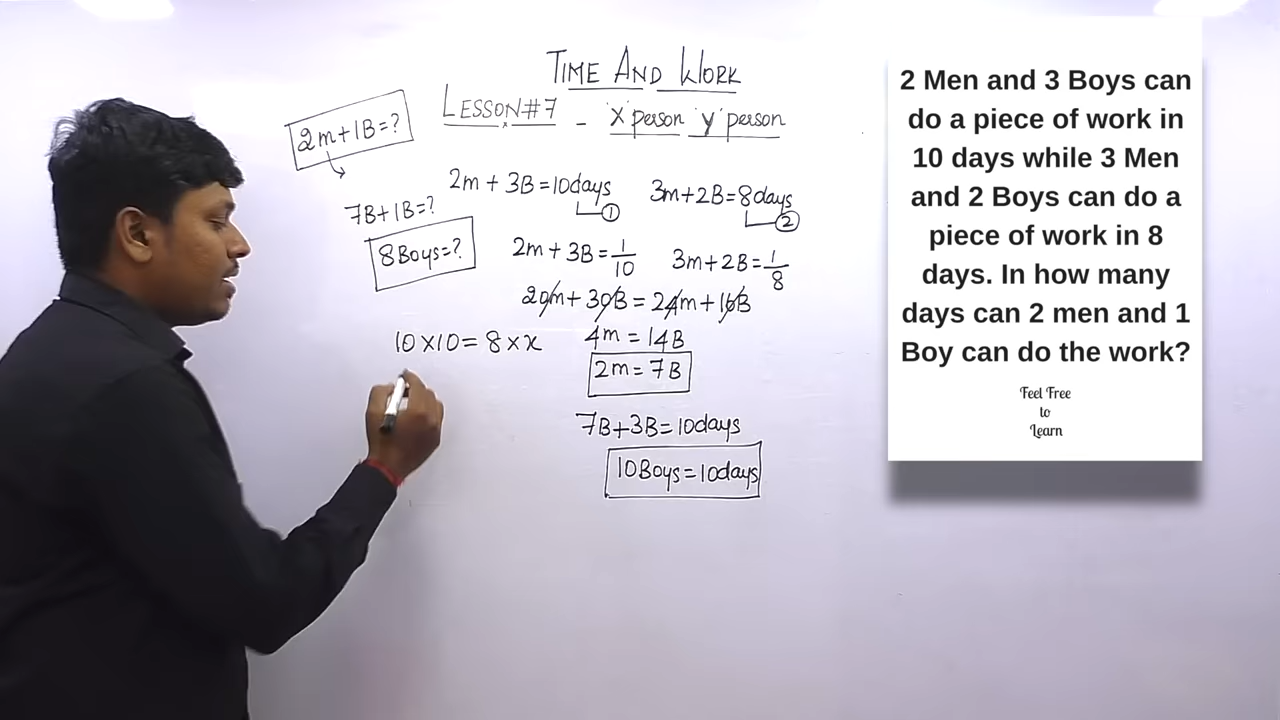 TIME AND WORK
LESSON#7 - 'X' person 'y' person
2m+1B=?
7B+1B=?
8Boys=?
2m + 3B = 10days
①
3m+2B=8days
②
2m + 3B = 1/10
3m+2B = 1/8
20m + 30B = 24m + 16B
4m = 14B
2m = 7B
10×10 = 8×x
7B+3B = 10days
10Boys = 10days
2 Men and 3 Boys can
do a piece of work in
10 days while 3 Men
and 2 Boys can do a
piece of work in 8
days. In how many
days can 2 men and 1
Boy can do the work?
Feel Free
to
Learn